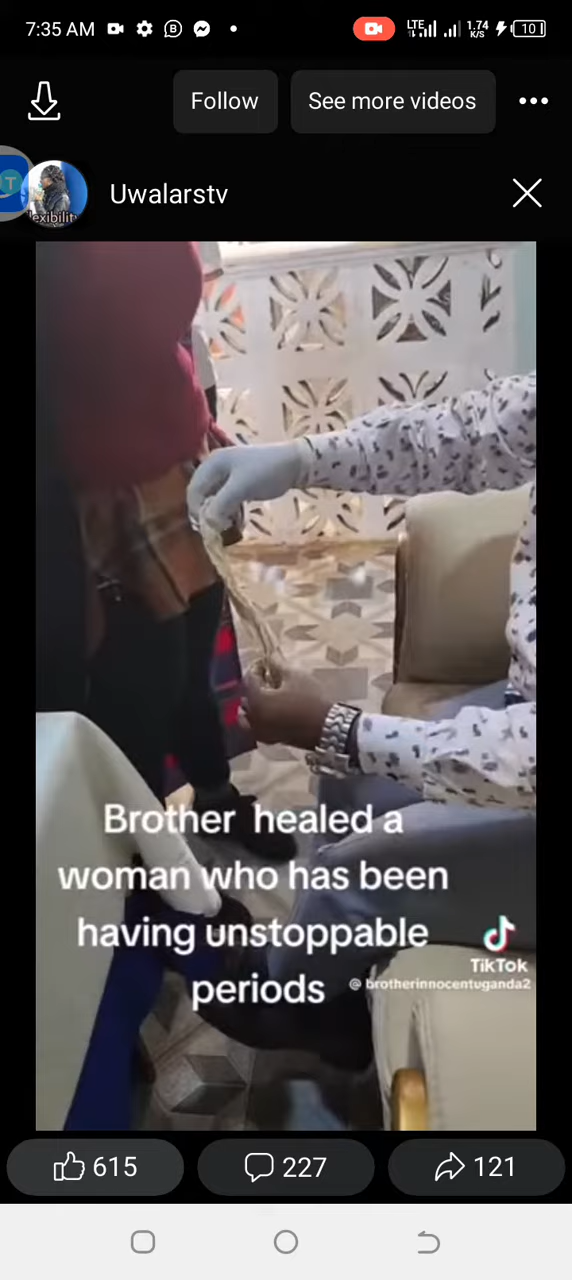 7:35 AM
LTE
1.74
K/S
10
Follow
See more videos
T
exibilit
Uwalarstv
Brother healed a
woman who has been
having unstoppable
periods
TikTok
@ brotherinnocentuganda2
615
227
121